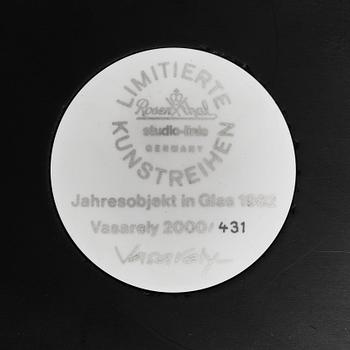 LIMITIERTE
Rosenthal
studio-linie
GERMANY
KUNSTREIHEN
Jahresobjekt in Glas 1982
Vasarely 2000/ 431
Vasarely